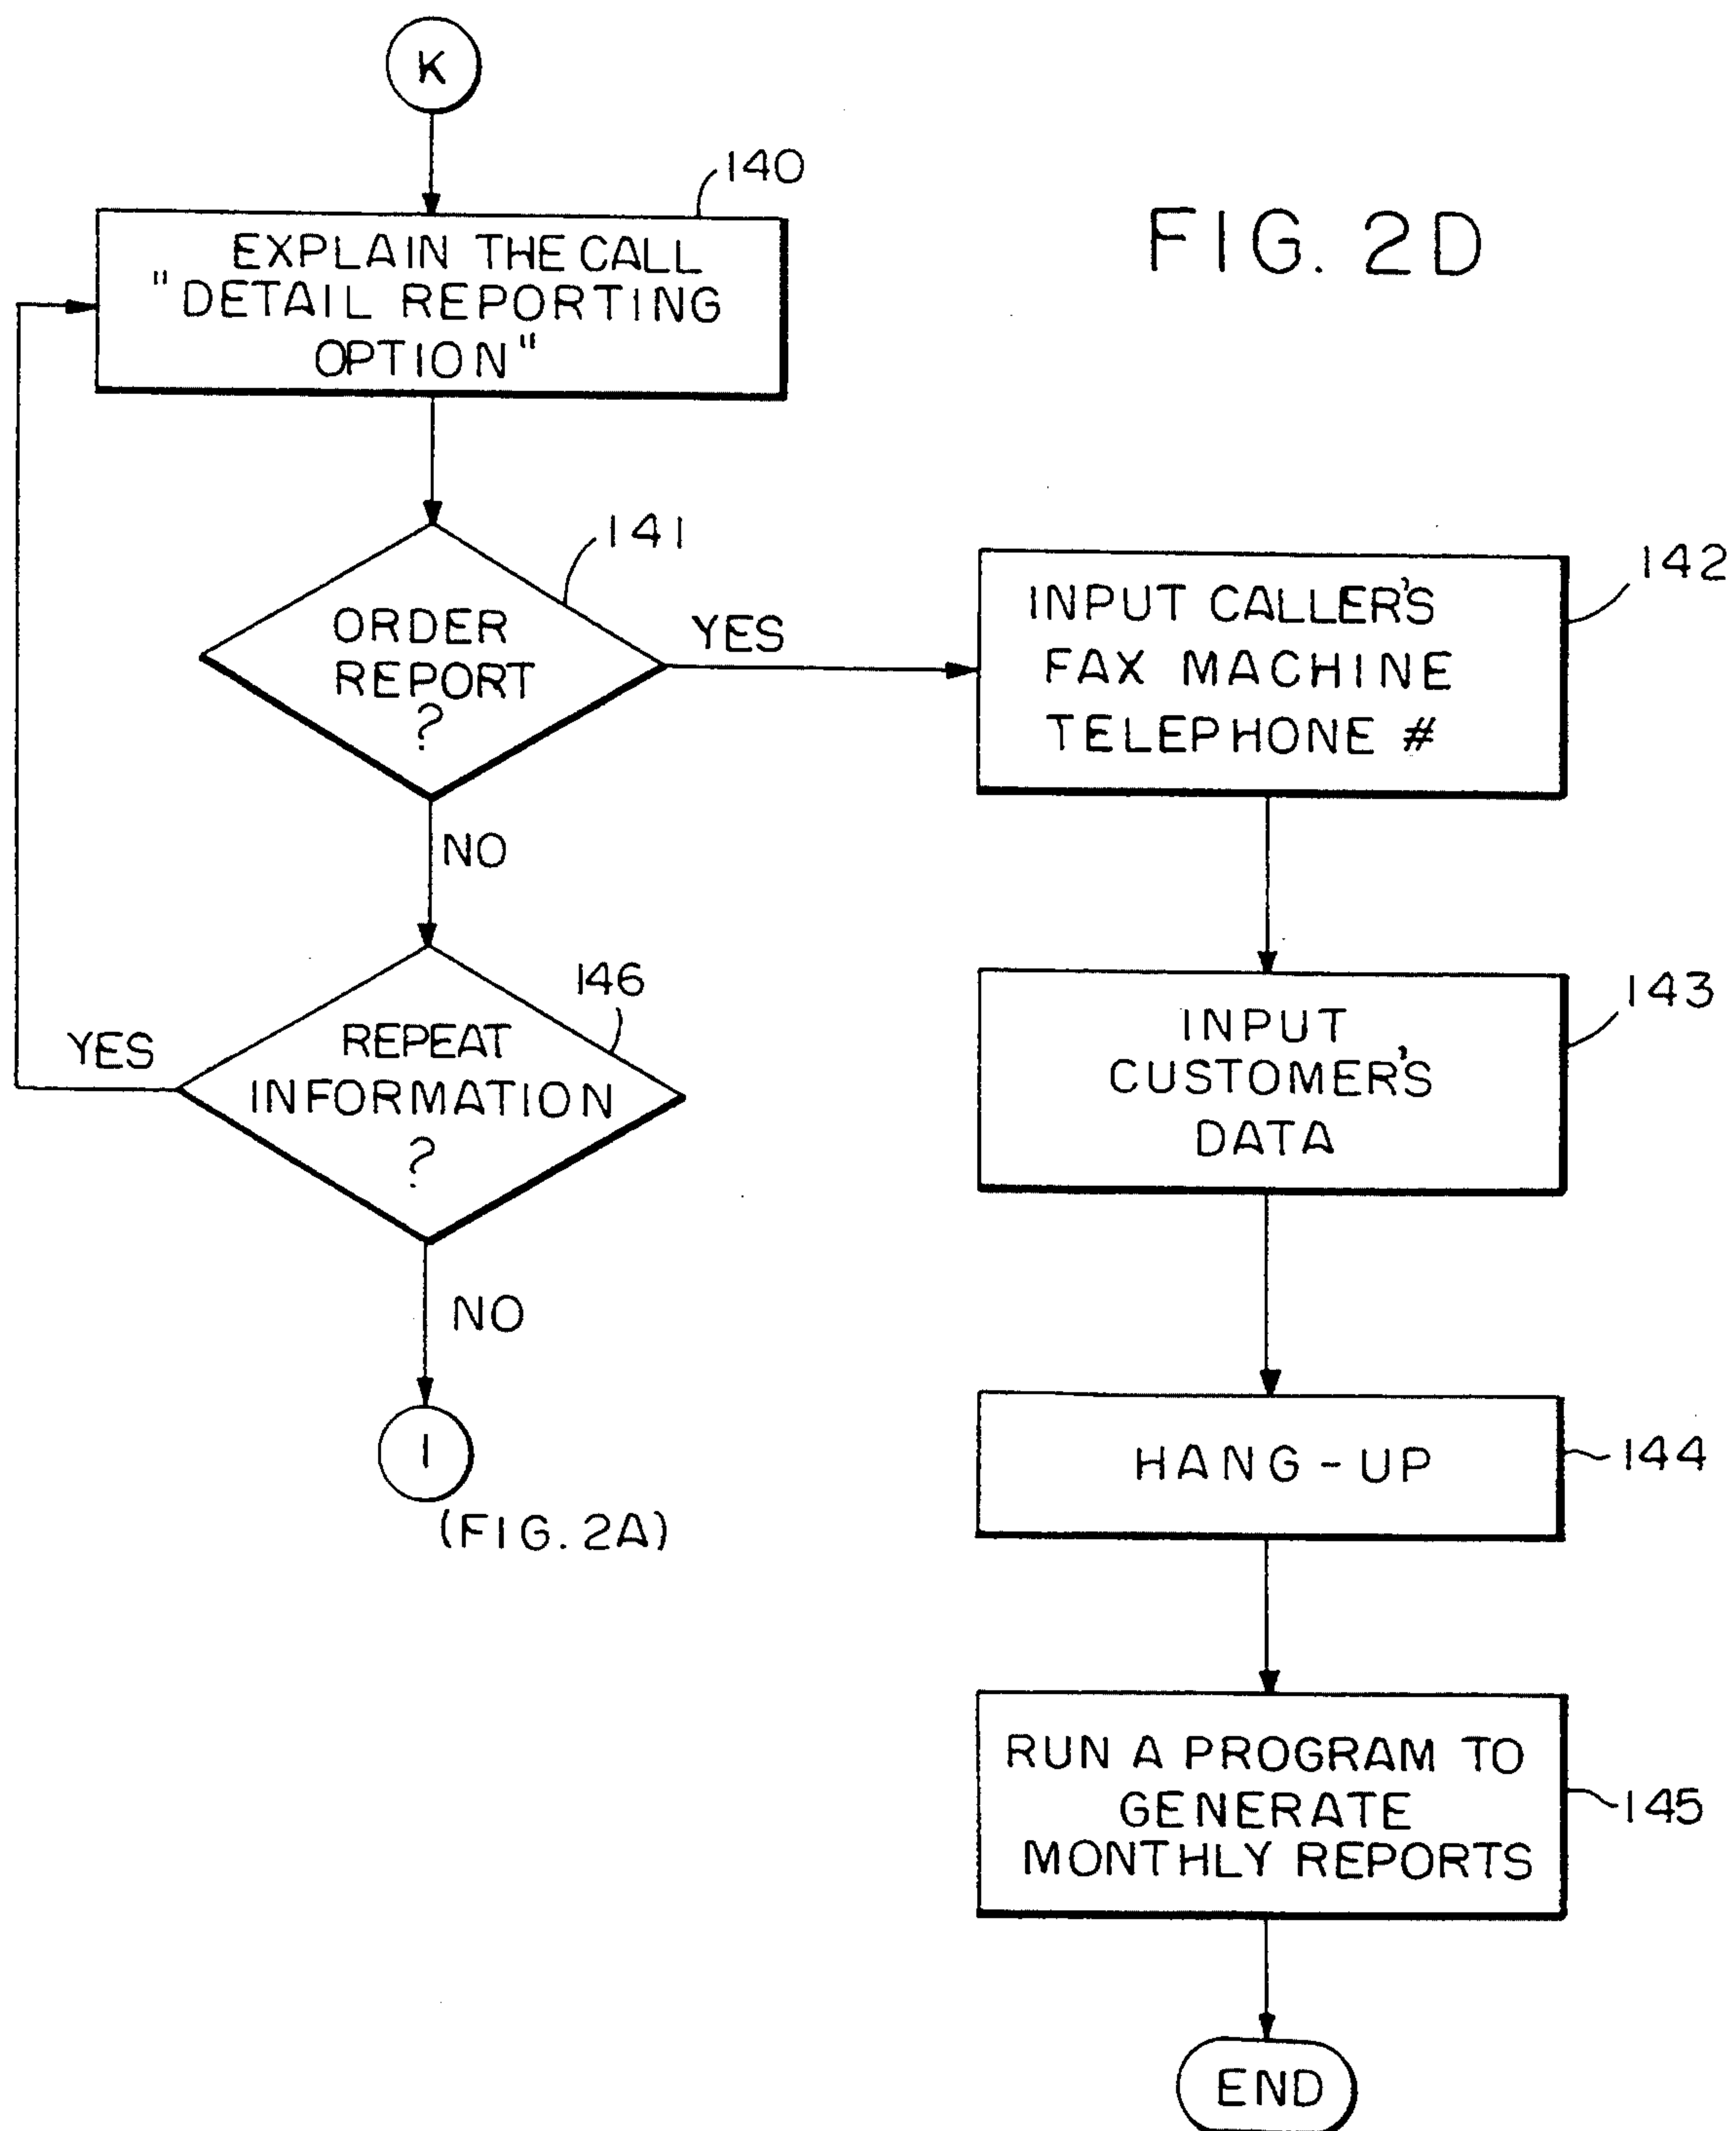 K
140
EXPLAIN THE CALL
"DETAIL REPORTING
OPTION"
FIG. 2D
141
ORDER
REPORT
?
YES
NO
142
INPUT CALLER'S
FAX MACHINE
TELEPHONE #
146
REPEAT
INFORMATION
?
YES
NO
143
INPUT
CUSTOMER'S
DATA
I
(FIG. 2A)
HANG-UP
144
RUN A PROGRAM TO
GENERATE
MONTHLY REPORTS
145
END